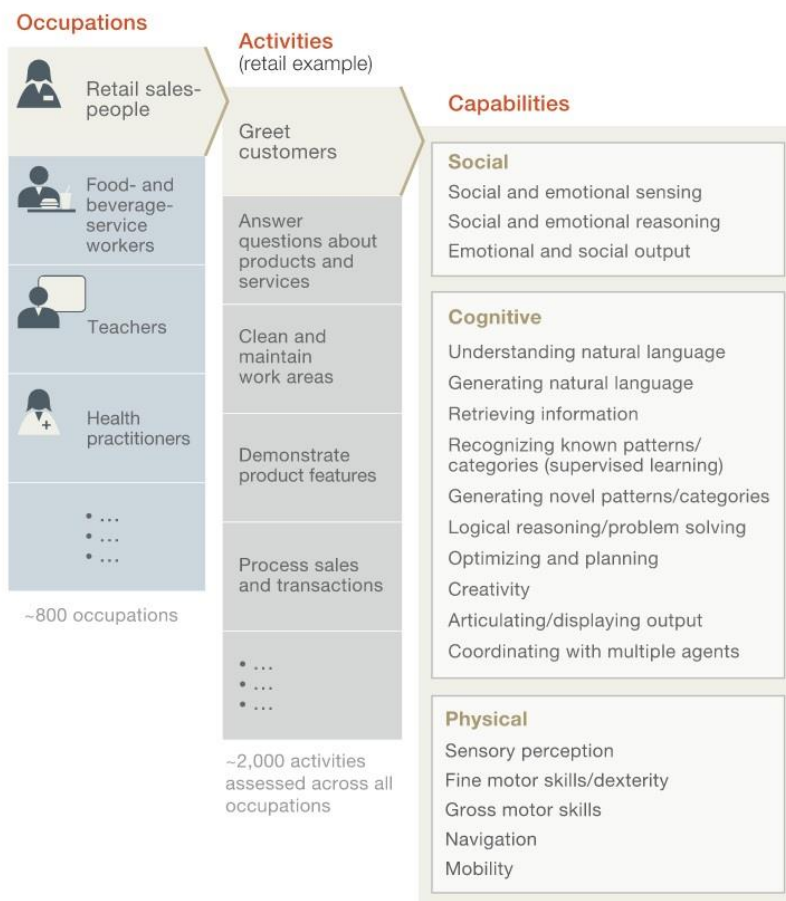 Occupations
Retail sales-
people
Food- and
beverage-
service
workers
Teachers
Health
practitioners
• ...
• ...
• ...
~800 occupations
Activities
(retail example)
Greet
customers
Answer
questions about
products and
services
Clean and
maintain
work areas
Demonstrate
product features
Process sales
and transactions
• ...
• ...
• ...
~2,000 activities
assessed across all
occupations
Capabilities
Social
Social and emotional sensing
Social and emotional reasoning
Emotional and social output
Cognitive
Understanding natural language
Generating natural language
Retrieving information
Recognizing known patterns/
categories (supervised learning)
Generating novel patterns/categories
Logical reasoning/problem solving
Optimizing and planning
Creativity
Articulating/displaying output
Coordinating with multiple agents
Physical
Sensory perception
Fine motor skills/dexterity
Gross motor skills
Navigation
Mobility